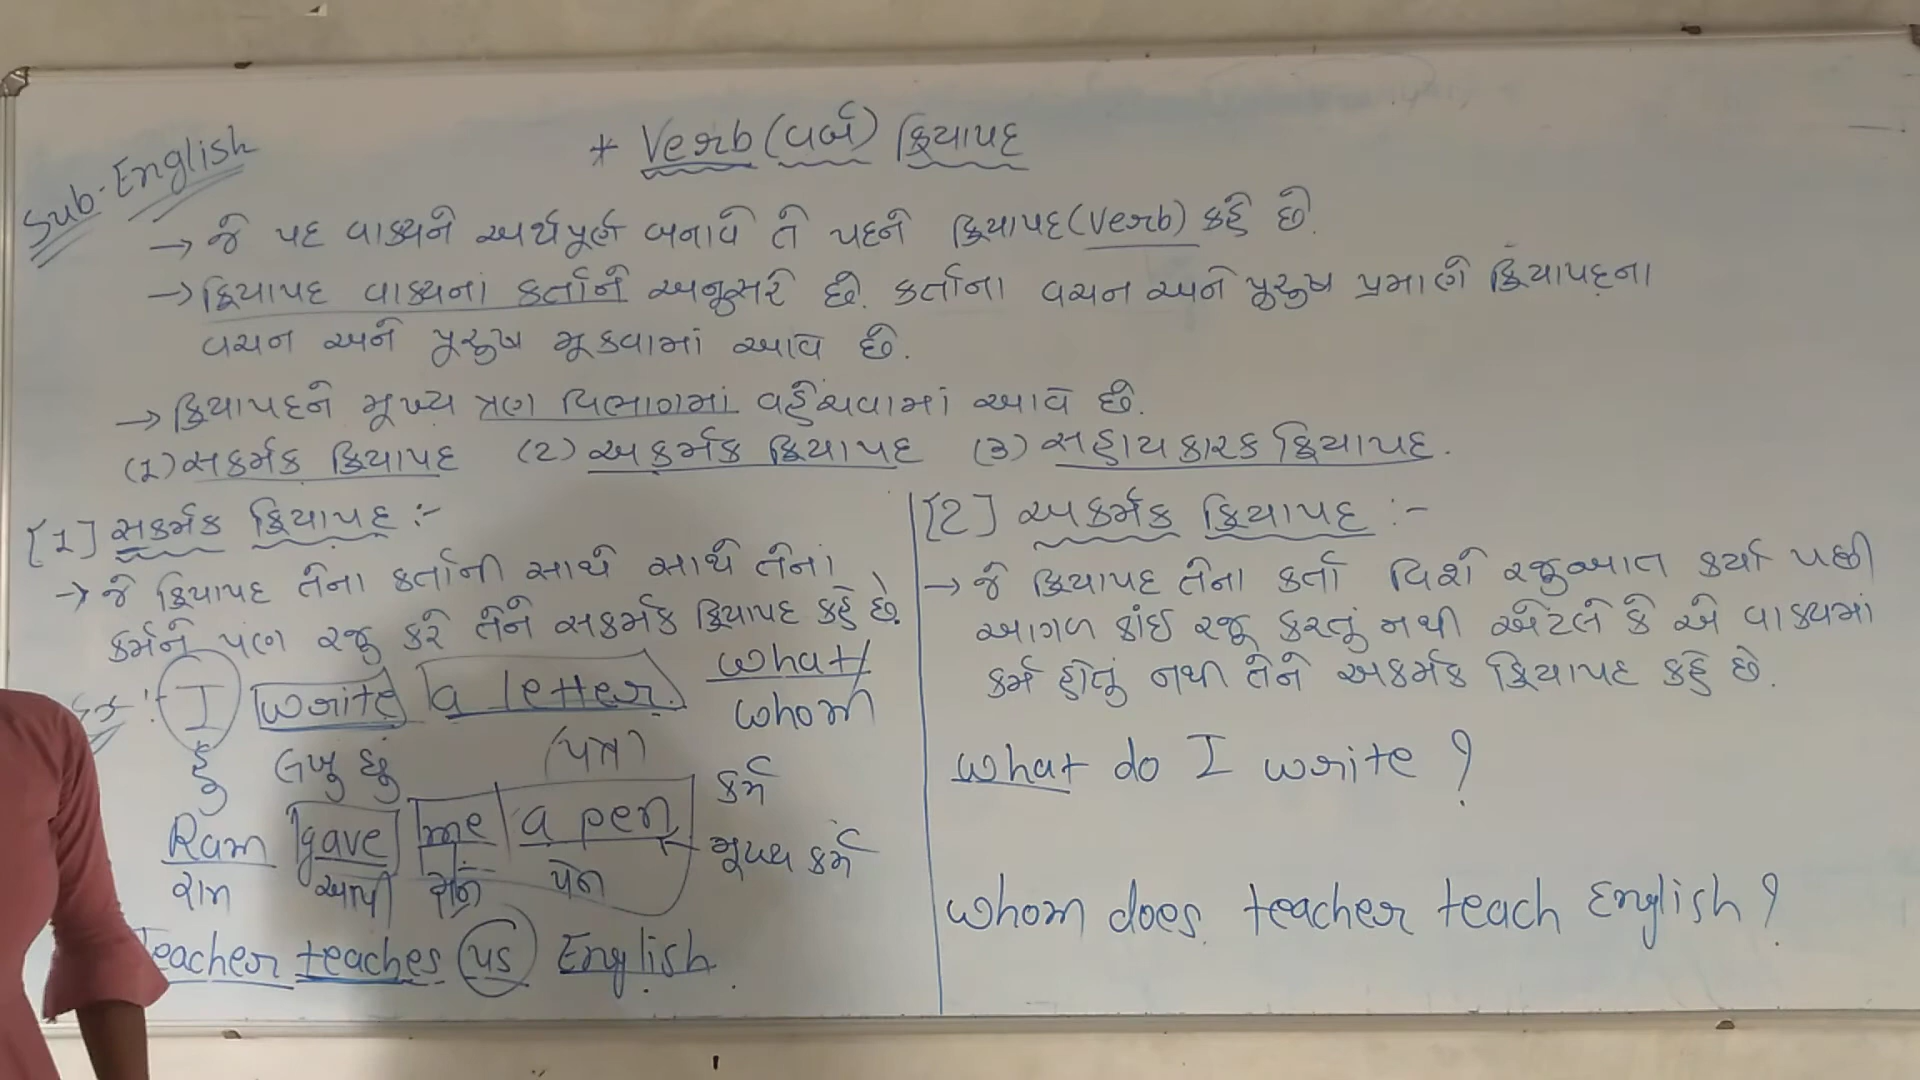 Sub-English
* Verb (વર્બ) ક્રિયાપદ
→ જે પદ વાક્યને અર્થપૂર્ણ બનાવે તે પદને ક્રિયાપદ (Verb) કહે છે.
→ ક્રિયાપદ વાક્યનાં કર્તાને અનુસરે છે. કર્તાના વચન અને પુરુષ પ્રમાણે ક્રિયાપદના
વચન અને પુરુષ મૂકવામાં આવે છે.
→ ક્રિયાપદને મુખ્ય ત્રણ વિભાગમાં વહેંચવામાં આવે છે.
(1) સકર્મક ક્રિયાપદ (2) અકર્મક ક્રિયાપદ (3) સહાયકારક ક્રિયાપદ.
[1] સકર્મક ક્રિયાપદ :-
→ જે ક્રિયાપદ તેના કર્તાની સાથે સાથે તેનાં
કર્મને પણ રજુ કરે તેને સકર્મક ક્રિયાપદ કહે છે.
Ex :- I write a letter. what/
whom
હું લખુ છું (પત્ર) કર્મ
Ram gave me a pen મુખ્ય કર્મ
રામ આપી મને પેન
Teacher teaches us English.
[2] અકર્મક ક્રિયાપદ :-
→ જે ક્રિયાપદ તેના કર્તા વિશે રજુઆત કર્યા પછી
આગળ કાંઇ રજૂ કરતું નથી એટલે કે એ વાક્યમાં
કર્મ હોતું નથી તેને અકર્મક ક્રિયાપદ કહે છે.
what do I write ?
whom does teacher teach English ?